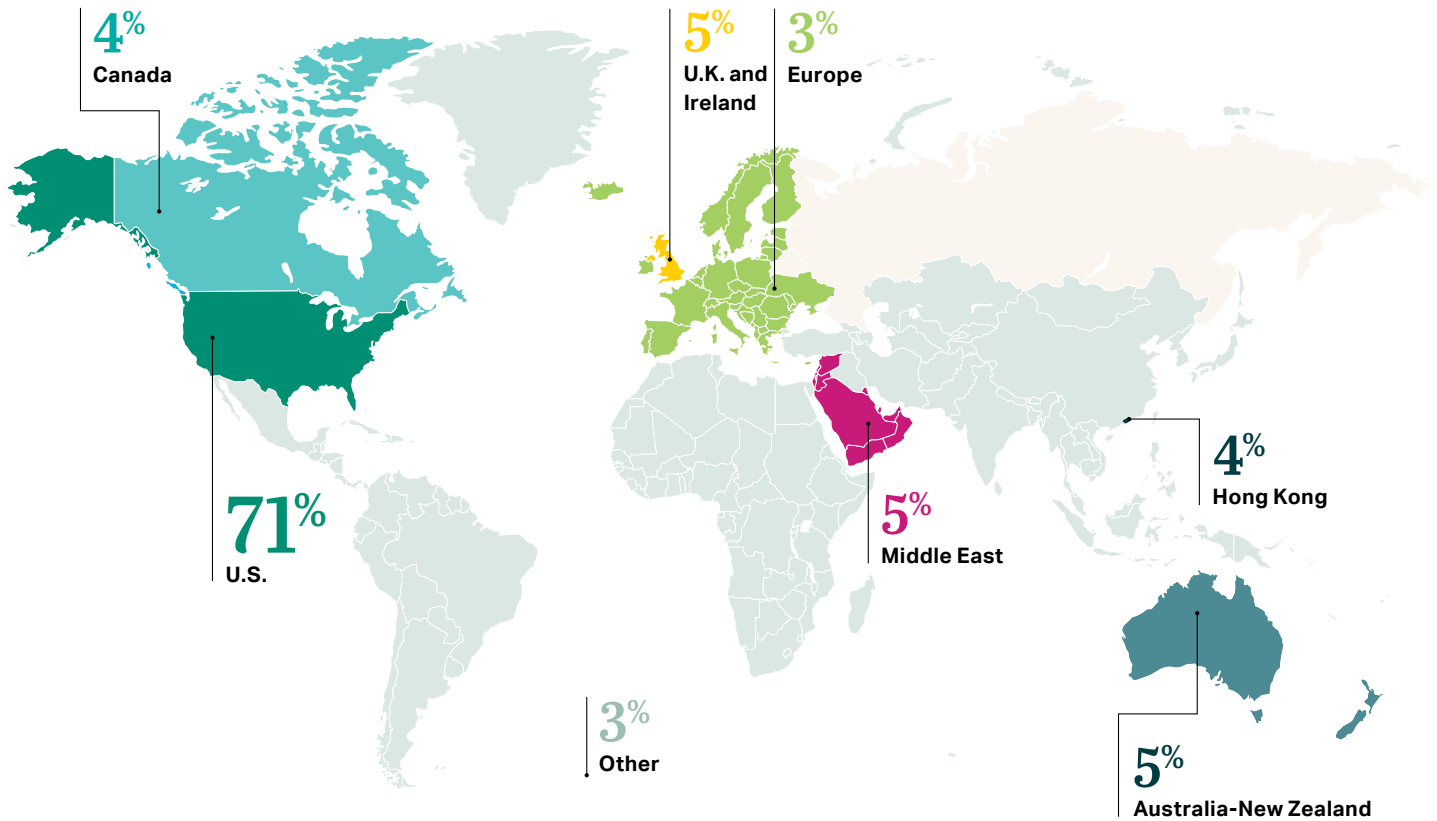 4%
Canada
5%
U.K. and
Ireland
3%
Europe
71%
U.S.
5%
Middle East
4%
Hong Kong
3%
Other
5%
Australia-New Zealand